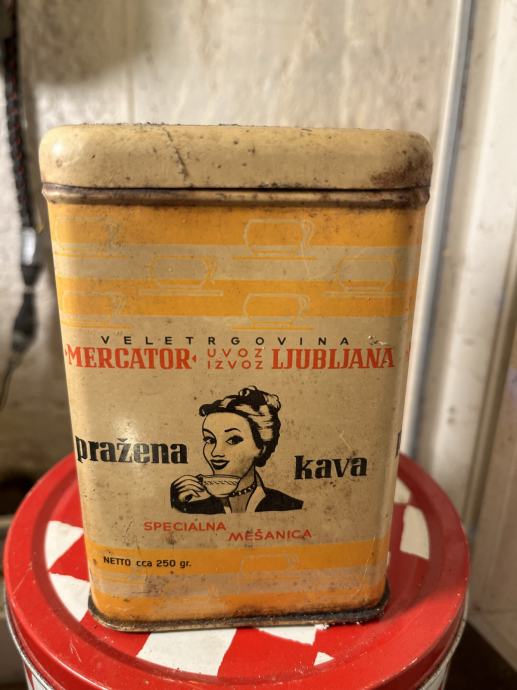 VELETRGOVINA
MERCATOR UVOZ IZVOZ LJUBLJANA
pražena kava
SPECIALNA MEŠANICA
NETTO cca 250 gr.